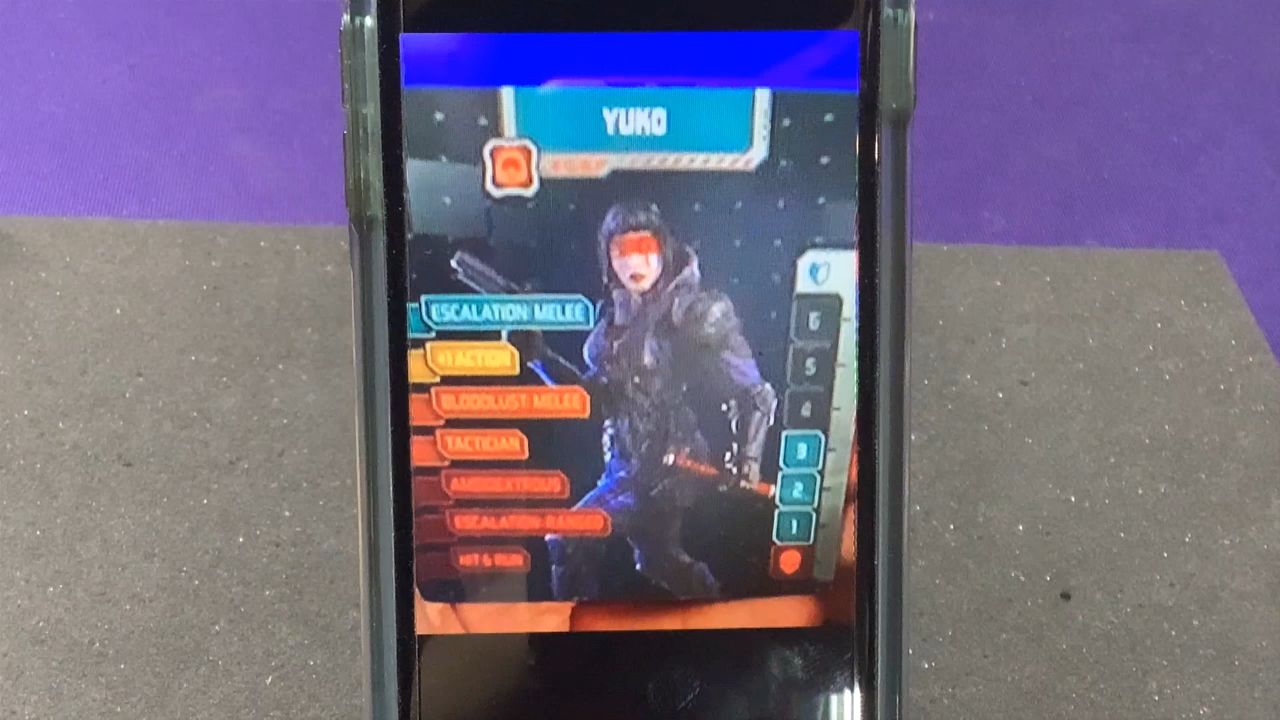 YUKO
ESCALATION MELEE
+1 ACTION
BLOODLUST MELEE
TACTICIAN
AMBIDEXTROUS
ESCALATION RANGED
HIT & RUN
6
5
4
3
2
1